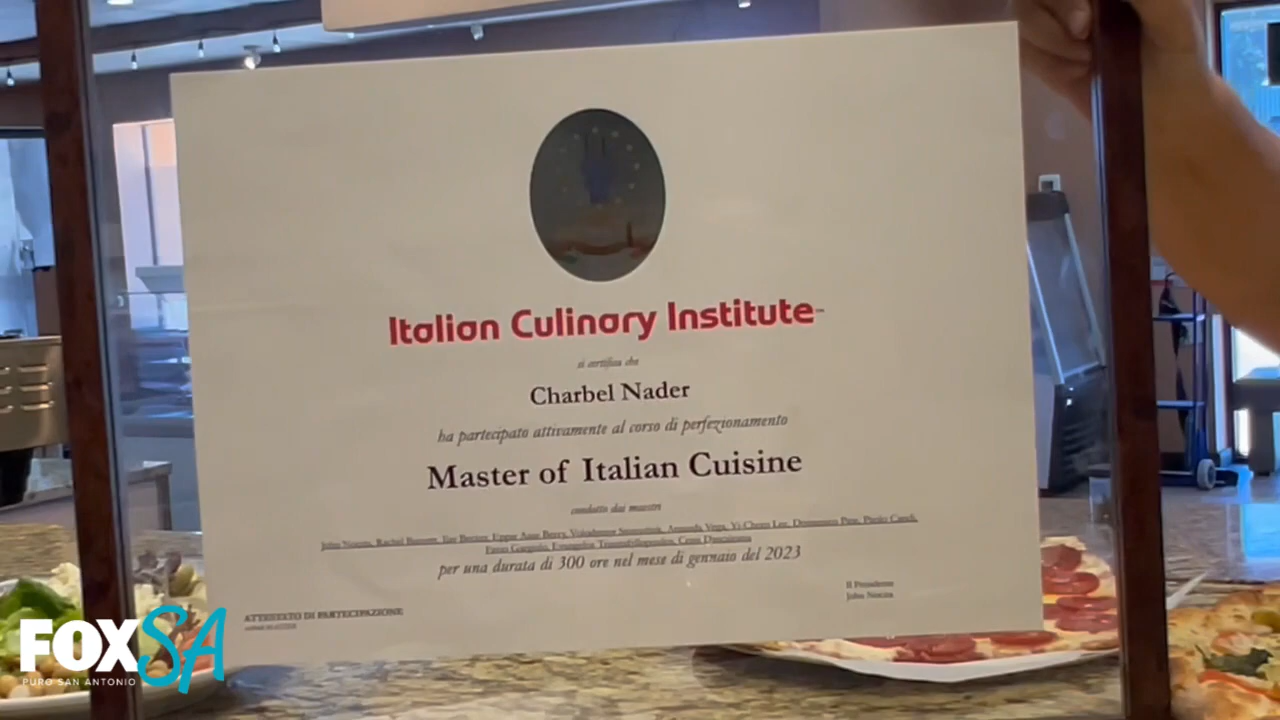 Italian Culinary Institute
si certifica che
Charbel Nader
ha partecipato attivamente al corso di perfezionamento
Master of Italian Cuisine
condotto dai maestri
per una durata di 300 ore nel mese di gennaio del 2023
Il Presidente
John Nocita
ATTESTATO DI PARTECIPAZIONE
FOXSA
PURO SAN ANTONIO